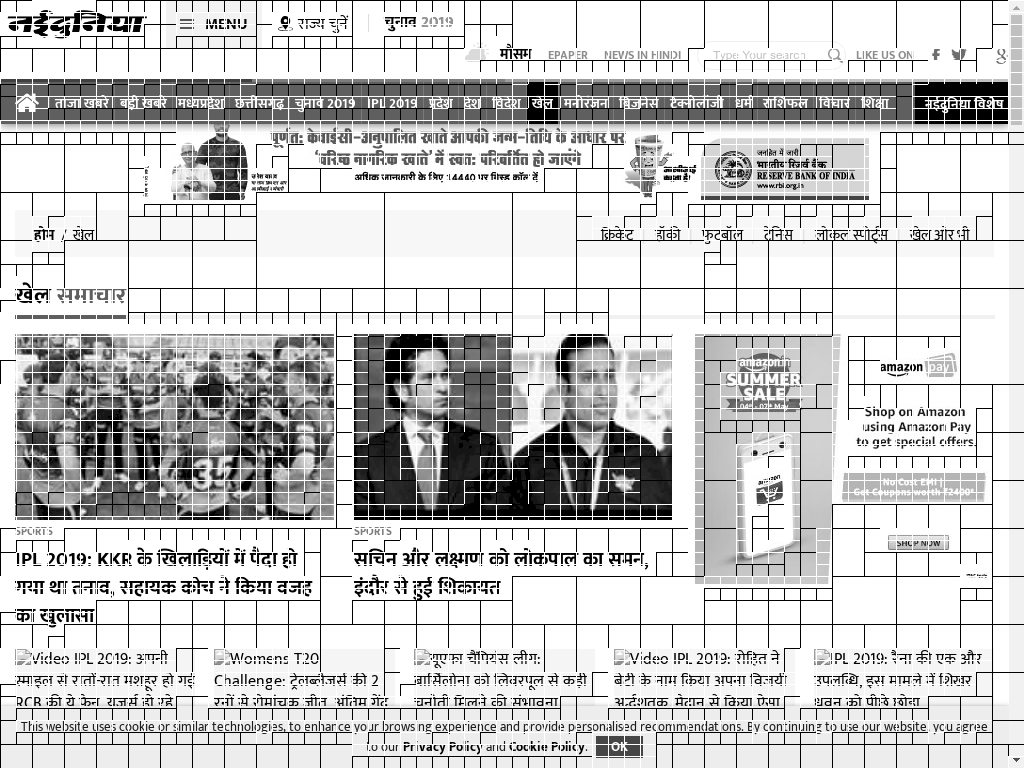 नईदुनिया
MENU
राज्य चुनें
चुनाव 2019
मौसम
EPAPER
NEWS IN HINDI
Type Your search
LIKE US ON
ताजा खबरें
बड़ी खबरें
मध्यप्रदेश
छत्तीसगढ़
चुनाव 2019
IPL 2019
प्रदेश
देश
विदेश
खेल
मनोरंजन
बिजनेस
टेक्नोलॉजी
धर्म
राशिफल
विचार
शिक्षा
नईदुनिया विशेष
पूर्णत: केवाईसी-अनुपालित खाते आपकी जन्म-तिथि के आधार पर
'वरिष्ठ नागरिक खाते' में स्वत: परिवर्तित हो जाएंगे
अधिक जानकारी के लिए 14440 पर मिस्ड कॉल दें
जनहित में जारी
भारतीय रिज़र्व बैंक
RESERVE BANK OF INDIA
www.rbi.org.in
होम / खेल
क्रिकेट
हॉकी
फुटबॉल
टेनिस
लोकल स्पोर्ट्स
खेल और भी
खेल समाचार
amazon.in
SUMMER
SALE
04th - 07th May
amazon pay
Shop on Amazon
using Amazon Pay
to get special offers.
No Cost EMI |
Get Coupons worth ₹2400*
SHOP NOW
SPORTS
IPL 2019: KKR के खिलाड़ियों में पैदा हो
गया था तनाव, सहायक कोच ने किया वजह
का खुलासा
SPORTS
सचिन और लक्ष्मण को लोकपाल का समन,
इंदौर से हुई शिकायत
Video IPL 2019: अपनी
स्माइल से रातों-रात मशहूर हो गई
RCB की ये फैन, यूजर्स हो रहे
Womens T20
Challenge: ट्रेलब्लेजर्स की 2
रनों से रोमांचक जीत, अंतिम गेंद
यूएफा चैंपियंस लीग:
बार्सिलोना को लिवरपूल से कड़ी
चुनौती मिलने की संभावना
Video IPL 2019: रोहित ने
बेटी के नाम किया अपना विजयी
अर्द्धशतक, मैदान से किया ऐसा
IPL 2019: रैना की एक और
उपलब्धि, इस मामले में शिखर
धवन को पीछे छोड़ा
This website uses cookie or similar technologies, to enhance your browsing experience and provide personalised recommendations. By continuing to use our website, you agree
to our Privacy Policy and Cookie Policy. OK